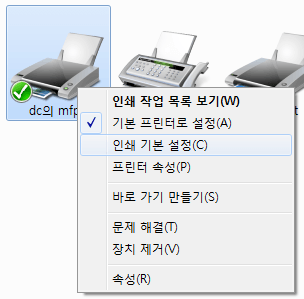 dc의 mfp
t
인쇄 작업 목록 보기(W)
기본 프린터로 설정(A)
인쇄 기본 설정(C)
프린터 속성(P)
바로 가기 만들기(S)
문제 해결(T)
장치 제거(V)
속성(R)